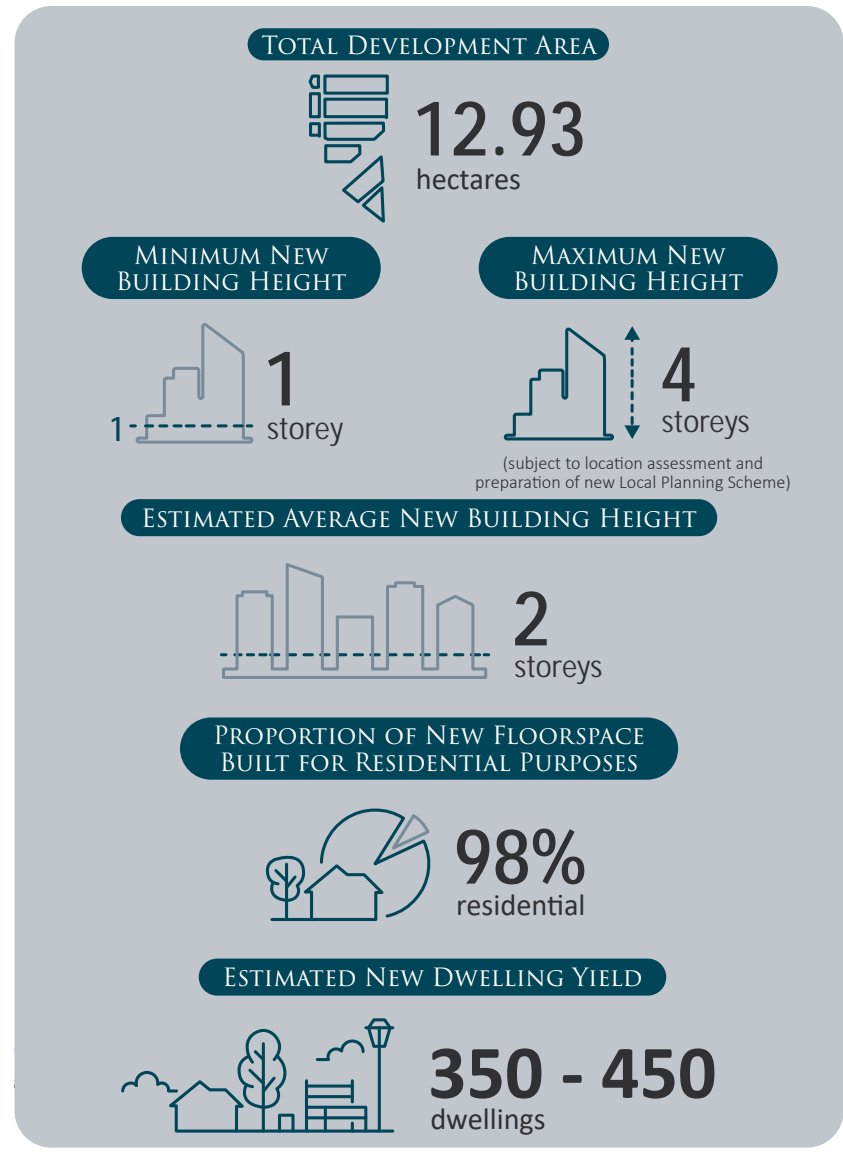 TOTAL DEVELOPMENT AREA
12.93
hectares
MINIMUM NEW
BUILDING HEIGHT
1
1
storey
MAXIMUM NEW
BUILDING HEIGHT
4
storeys
(subject to location assessment and
preparation of new Local Planning Scheme)
ESTIMATED AVERAGE NEW BUILDING HEIGHT
2
storeys
PROPORTION OF NEW FLOORSPACE
BUILT FOR RESIDENTIAL PURPOSES
98%
residential
ESTIMATED NEW DWELLING YIELD
350 - 450
dwellings